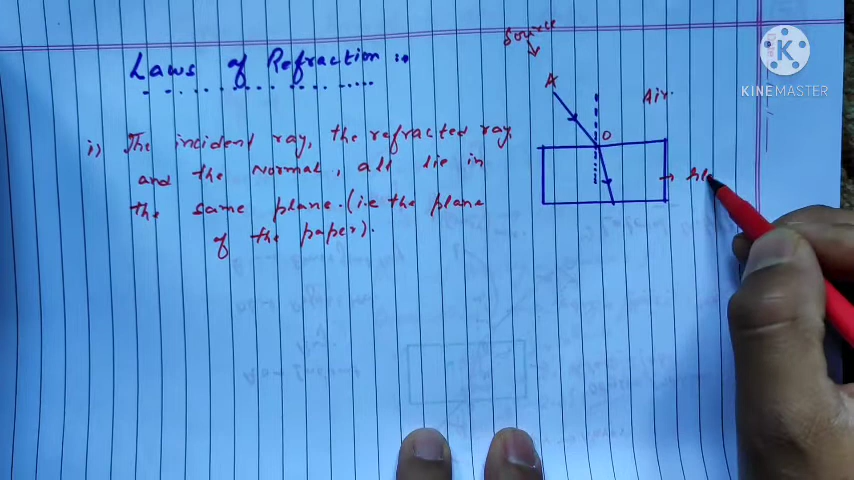 Laws of Refraction :-
i) The incident ray, the refracted ray
and the Normal, all lie in
the same plane. (i.e the plane
of the paper).
Source
A
Air.
O
KINEMASTER